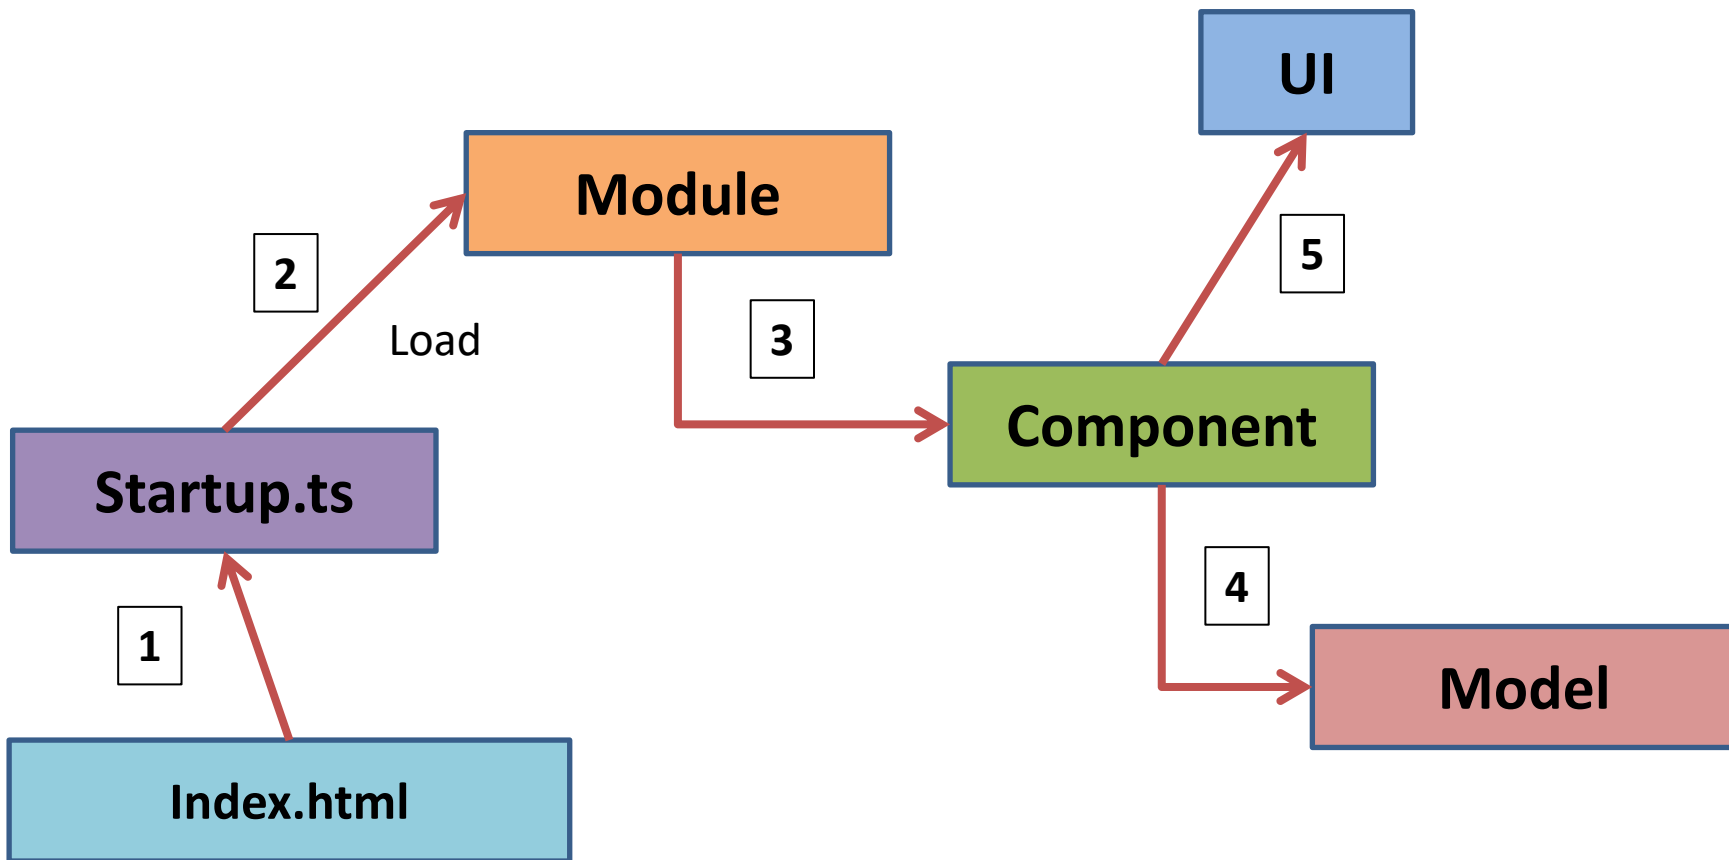 UI
Module
2
5
Load
3
Component
Startup.ts
4
1
Model
Index.html